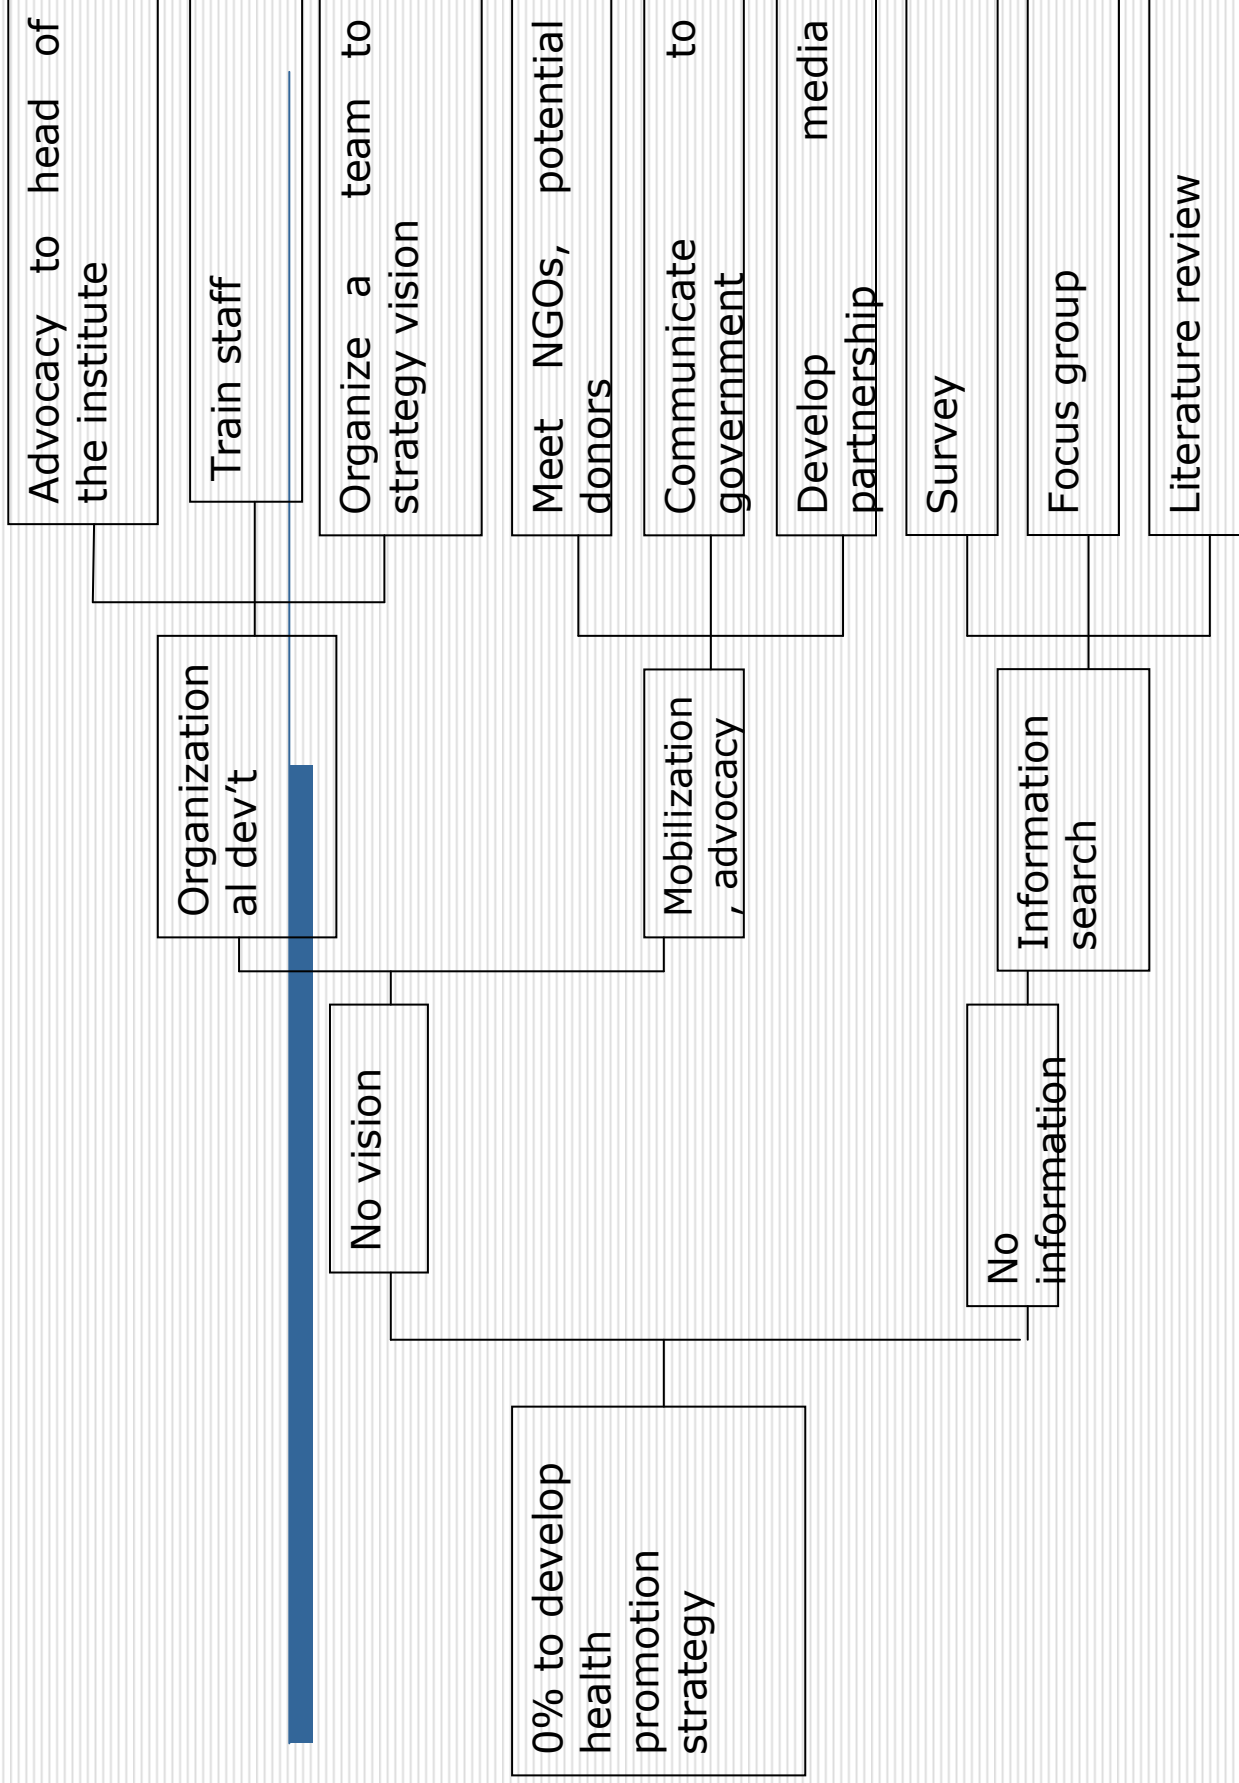 0% to develop
health
promotion
strategy
No vision
No
information
Organization
al dev’t
Mobilization
, advocacy
Information
search
Advocacy to head of
the institute
Train staff
Organize a team to
strategy vision
Meet NGOs, potential
donors
Communicate to
government
Develop media
partnership
Survey
Focus group
Literature review